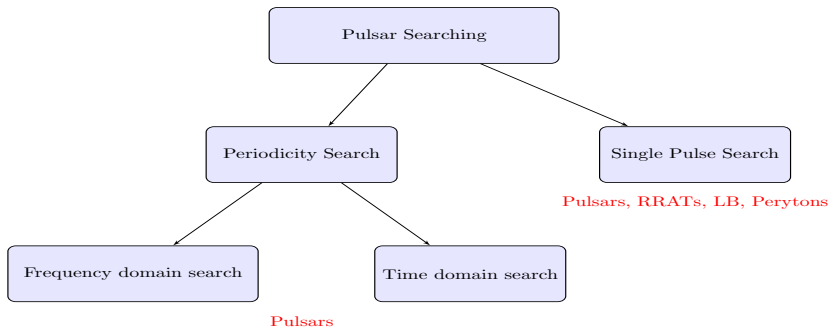 Pulsar Searching
Periodicity Search
Single Pulse Search
Pulsars, RRATs, LB, Perytons
Frequency domain search
Time domain search
Pulsars